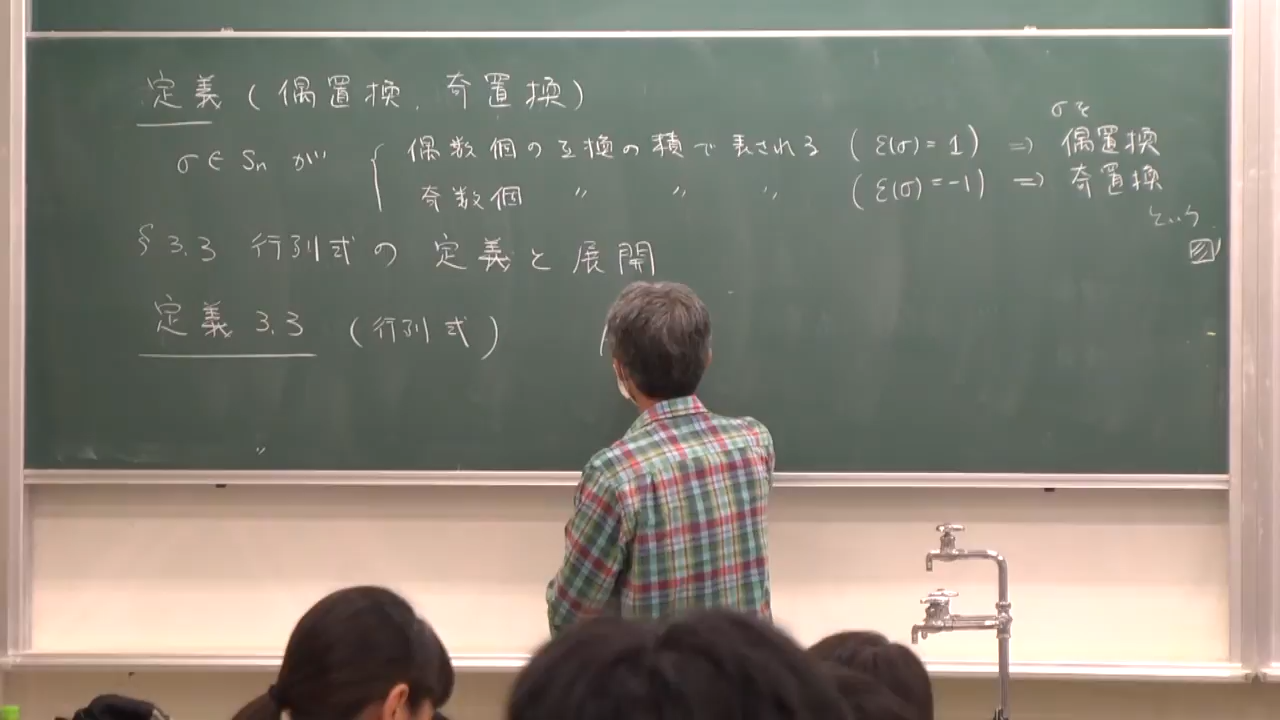 定義 (偶置換, 奇置換)
σを
σ∈Sn が { 偶数個の互換の積で表される (ε(σ)=1) ⇒ 偶置換
奇数個 〃 〃 〃 (ε(σ)=-1) ⇒ 奇置換
という
§3.3 行列式の定義と展開
定義 3.3 (行列式)